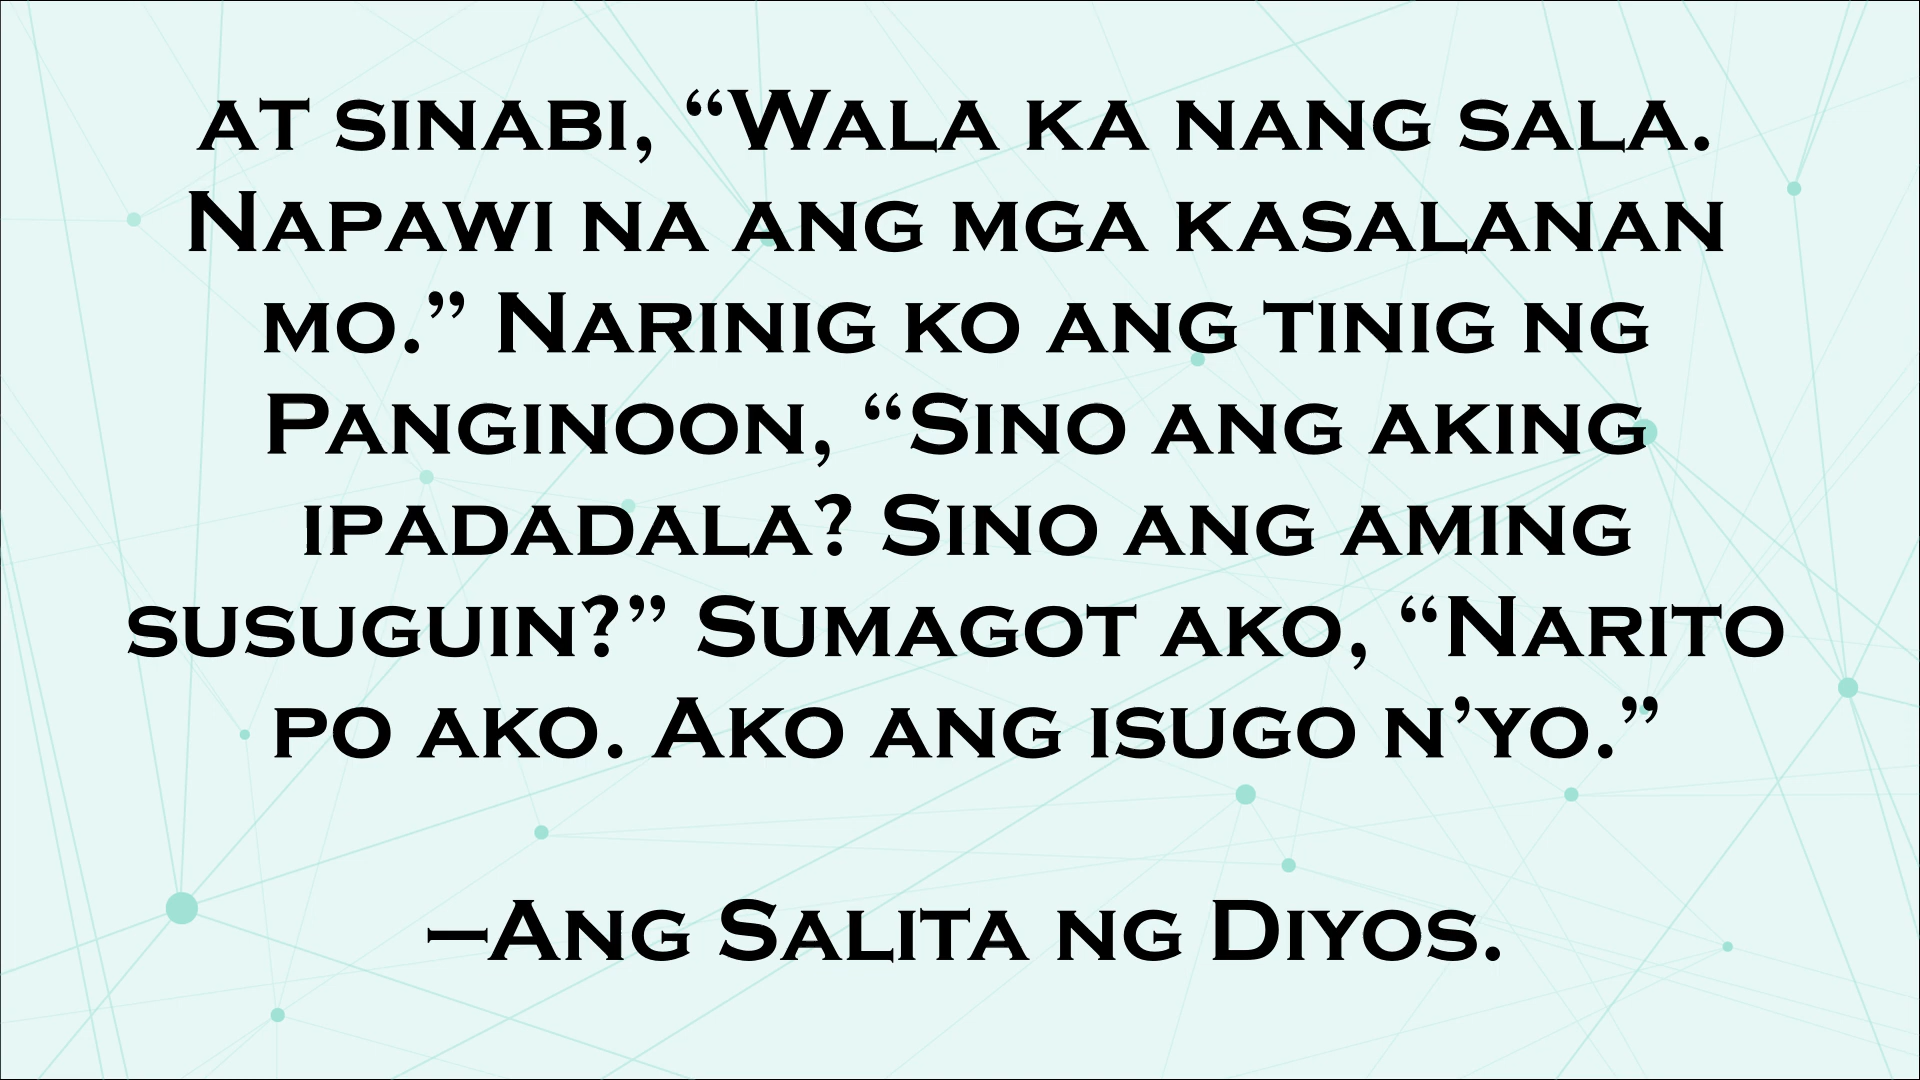 at sinabi, “Wala ka nang sala.
Napawi na ang mga kasalanan
mo.” Narinig ko ang tinig ng
Panginoon, “Sino ang aking
ipadadala? Sino ang aming
susuguin?” Sumagot ako, “Narito
po ako. Ako ang isugo n’yo.”
—Ang Salita ng Diyos.